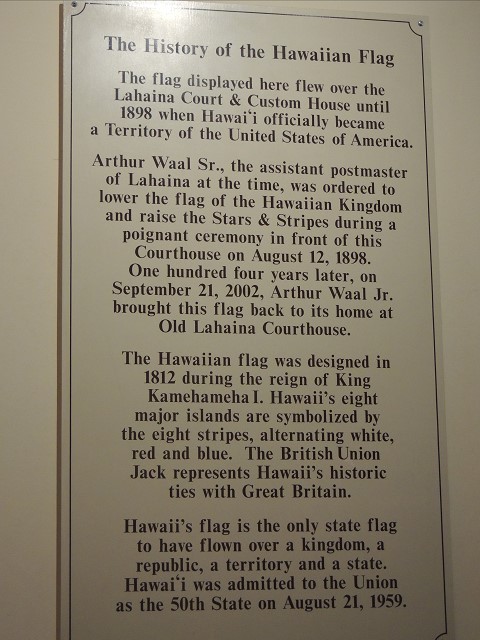 The History of the Hawaiian Flag
The flag displayed here flew over the
Lahaina Court & Custom House until
1898 when Hawai'i officially became
a Territory of the United States of America.
Arthur Waal Sr., the assistant postmaster
of Lahaina at the time, was ordered to
lower the flag of the Hawaiian Kingdom
and raise the Stars & Stripes during a
poignant ceremony in front of this
Courthouse on August 12, 1898.
One hundred four years later, on
September 21, 2002, Arthur Waal Jr.
brought this flag back to its home at
Old Lahaina Courthouse.
The Hawaiian flag was designed in
1812 during the reign of King
Kamehameha I. Hawaii's eight
major islands are symbolized by
the eight stripes, alternating white,
red and blue. The British Union
Jack represents Hawaii's historic
ties with Great Britain.
Hawaii's flag is the only state flag
to have flown over a kingdom, a
republic, a territory and a state.
Hawai'i was admitted to the Union
as the 50th State on August 21, 1959.